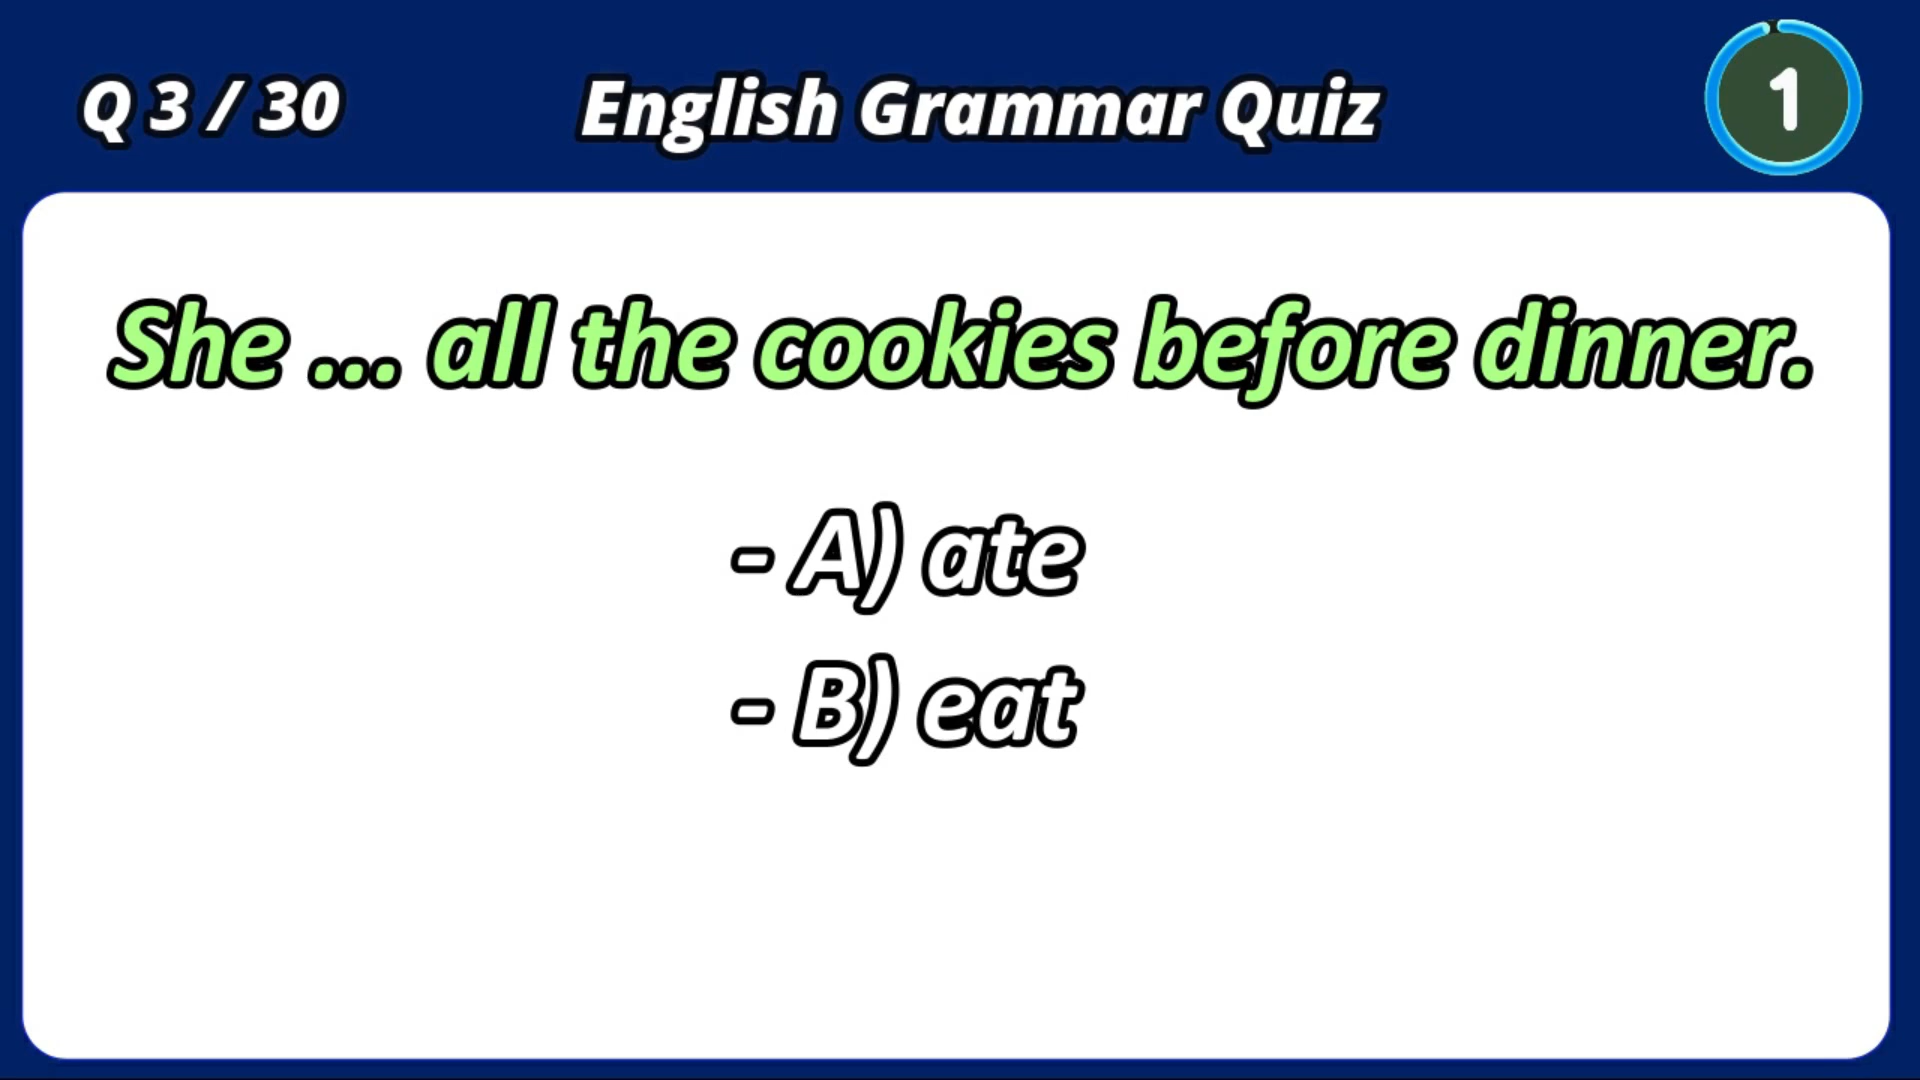 Q 3 / 30 English Grammar Quiz 1
She ... all the cookies before dinner.
- A) ate
- B) eat